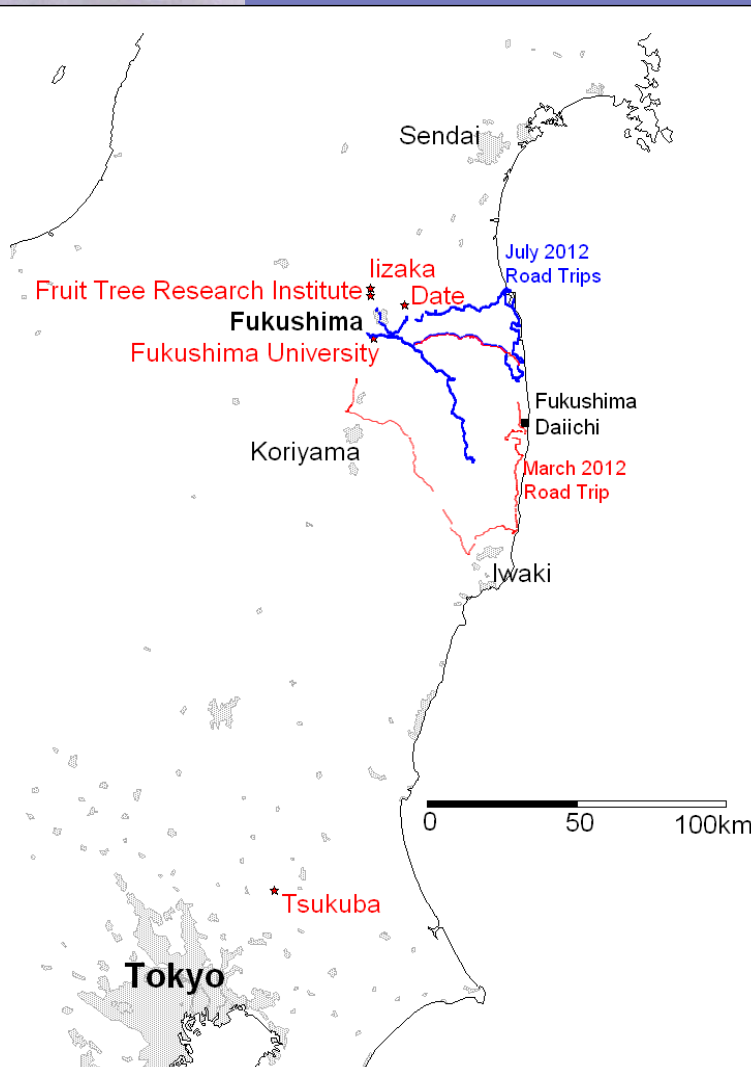 Sendai
July 2012
Road Trips
Iizaka
Fruit Tree Research Institute
Date
Fukushima
Fukushima University
Fukushima
Daiichi
Koriyama
March 2012
Road Trip
Iwaki
0 50 100km
Tsukuba
Tokyo